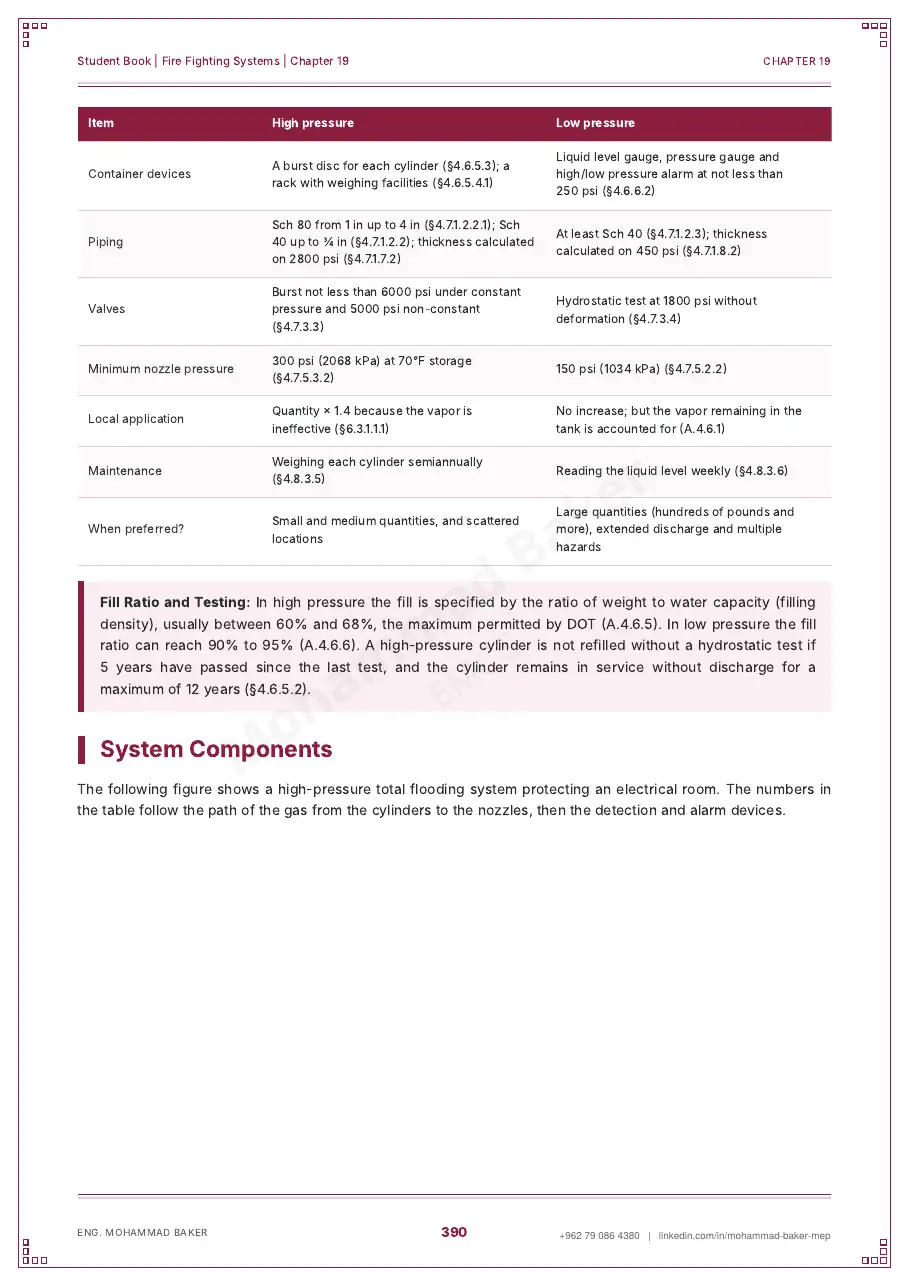 Student Book | Fire Fighting Systems | Chapter 19
CHAPTER 19
Item
High pressure
Low pressure
Container devices
A burst disc for each cylinder (§4.6.5.3); a
rack with weighing facilities (§4.6.5.4.1)
Liquid level gauge, pressure gauge and
high/low pressure alarm at not less than
250 psi (§4.6.6.2)
Piping
Sch 80 from 1 in up to 4 in (§4.7.1.2.2.1); Sch
40 up to ¾ in (§4.7.1.2.2); thickness calculated
on 2800 psi (§4.7.1.7.2)
At least Sch 40 (§4.7.1.2.3); thickness
calculated on 450 psi (§4.7.1.8.2)
Valves
Burst not less than 6000 psi under constant
pressure and 5000 psi non-constant
(§4.7.3.3)
Hydrostatic test at 1800 psi without
deformation (§4.7.3.4)
Minimum nozzle pressure
300 psi (2068 kPa) at 70°F storage
(§4.7.5.3.2)
150 psi (1034 kPa) (§4.7.5.2.2)
Local application
Quantity × 1.4 because the vapor is
ineffective (§6.3.1.1.1)
No increase; but the vapor remaining in the
tank is accounted for (A.4.6.1)
Maintenance
Weighing each cylinder semiannually
(§4.8.3.5)
Reading the liquid level weekly (§4.8.3.6)
When preferred?
Small and medium quantities, and scattered
locations
Large quantities (hundreds of pounds and
more), extended discharge and multiple
hazards
Fill Ratio and Testing: In high pressure the fill is specified by the ratio of weight to water capacity (filling
density), usually between 60% and 68%, the maximum permitted by DOT (A.4.6.5). In low pressure the fill
ratio can reach 90% to 95% (A.4.6.6). A high-pressure cylinder is not refilled without a hydrostatic test if
5 years have passed since the last test, and the cylinder remains in service without discharge for a
maximum of 12 years (§4.6.5.2).
System Components
The following figure shows a high-pressure total flooding system protecting an electrical room. The numbers in
the table follow the path of the gas from the cylinders to the nozzles, then the detection and alarm devices.
Mohammad Baker
ENG. MOHAMMAD BAKER
390
+962 79 086 4380 | linkedin.com/in/mohammad-baker-mep